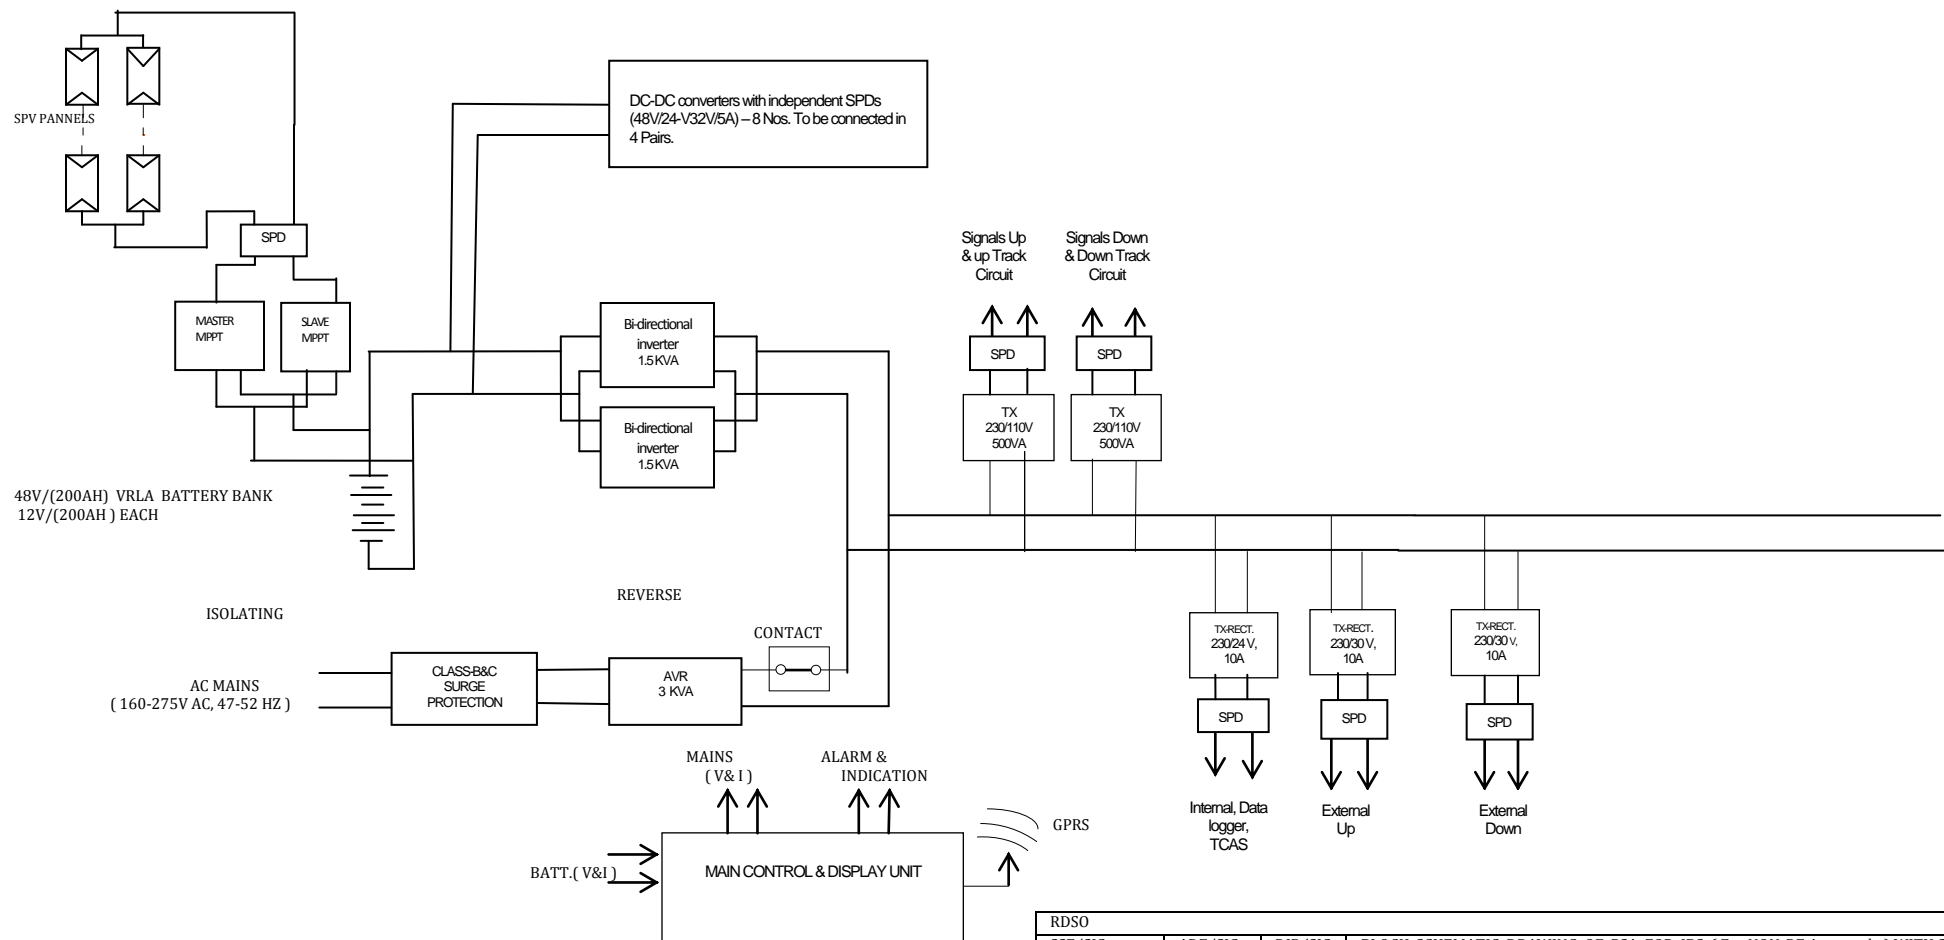 SPV PANNELS
SPD
MASTER
MPPT
SLAVE
MPPT
DC-DC converters with independent SPDs
(48V/24-V32V/5A) – 8 Nos. To be connected in
4 Pairs.
Bi-directional
inverter
1.5 KVA
Bi-directional
inverter
1.5 KVA
48V/(200AH) VRLA BATTERY BANK
12V/(200AH ) EACH
Signals Up
& up Track
Circuit
Signals Down
& Down Track
Circuit
SPD
SPD
TX
230/110V
500VA
TX
230/110V
500VA
ISOLATING
REVERSE
CONTACT
AC MAINS
( 160-275V AC, 47-52 HZ )
CLASS-B&C
SURGE
PROTECTION
AVR
3 KVA
TX-RECT.
230/24 V,
10A
TX-RECT.
230/30 V,
10A
TX-RECT.
230/30 V,
10A
SPD
SPD
SPD
Internal, Data
logger,
TCAS
External
Up
External
Down
MAINS
( V& I )
ALARM &
INDICATION
GPRS
BATT.( V&I )
MAIN CONTROL & DISPLAY UNIT
RDSO